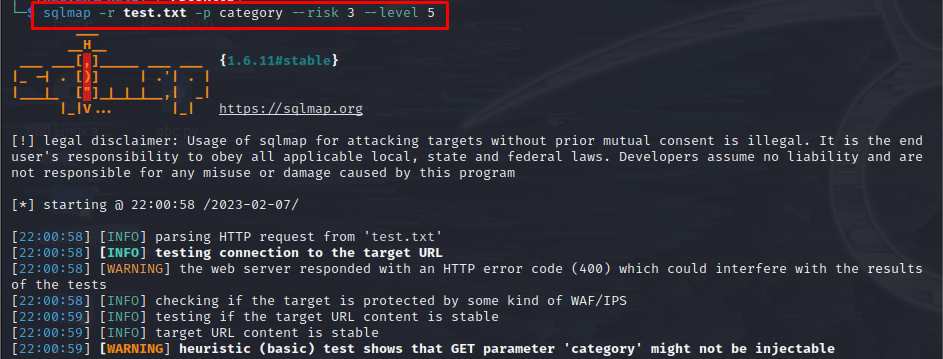 sqlmap -r test.txt -p category --risk 3 --level 5
{1.6.11#stable}
https://sqlmap.org
[!] legal disclaimer: Usage of sqlmap for attacking targets without prior mutual consent is illegal. It is the end
user's responsibility to obey all applicable local, state and federal laws. Developers assume no liability and are
not responsible for any misuse or damage caused by this program
[*] starting @ 22:00:58 /2023-02-07/
[22:00:58] [INFO] parsing HTTP request from 'test.txt'
[22:00:58] [INFO] testing connection to the target URL
[22:00:58] [WARNING] the web server responded with an HTTP error code (400) which could interfere with the results
of the tests
[22:00:58] [INFO] checking if the target is protected by some kind of WAF/IPS
[22:00:59] [INFO] testing if the target URL content is stable
[22:00:59] [INFO] target URL content is stable
[22:00:59] [WARNING] heuristic (basic) test shows that GET parameter 'category' might not be injectable